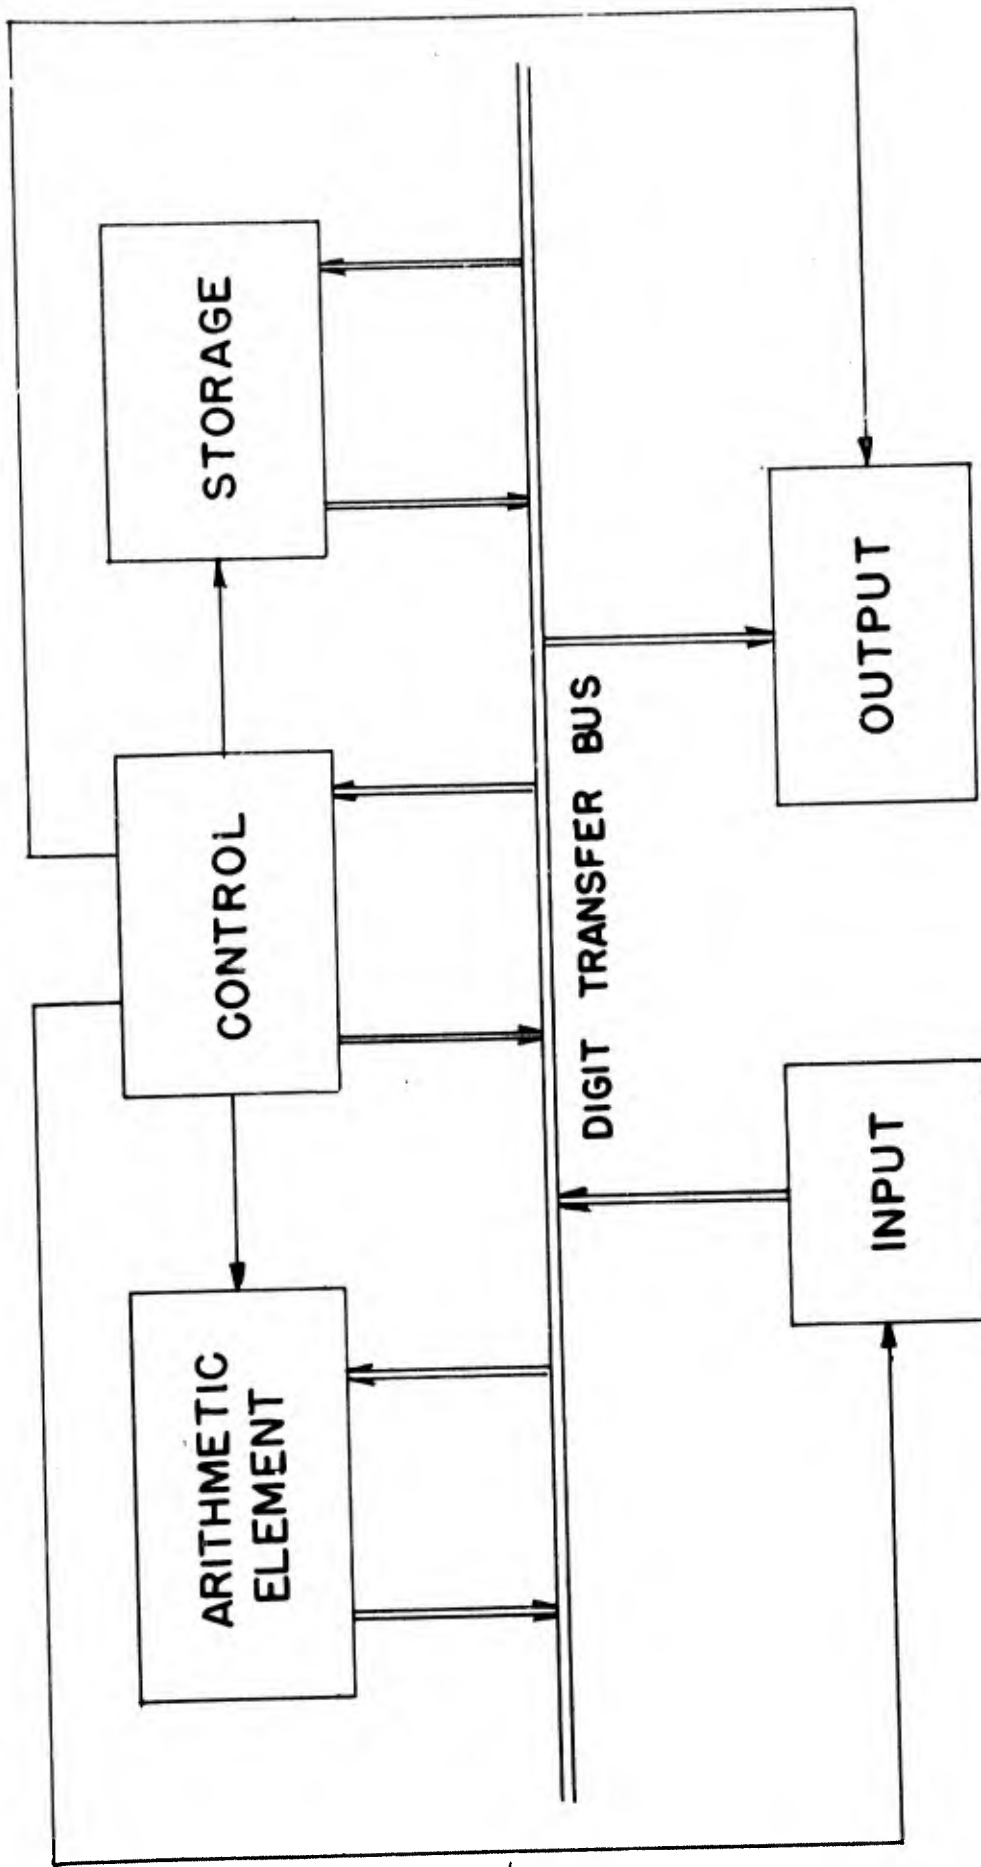 ARITHMETIC
ELEMENT
CONTROL
STORAGE
DIGIT TRANSFER BUS
INPUT
OUTPUT